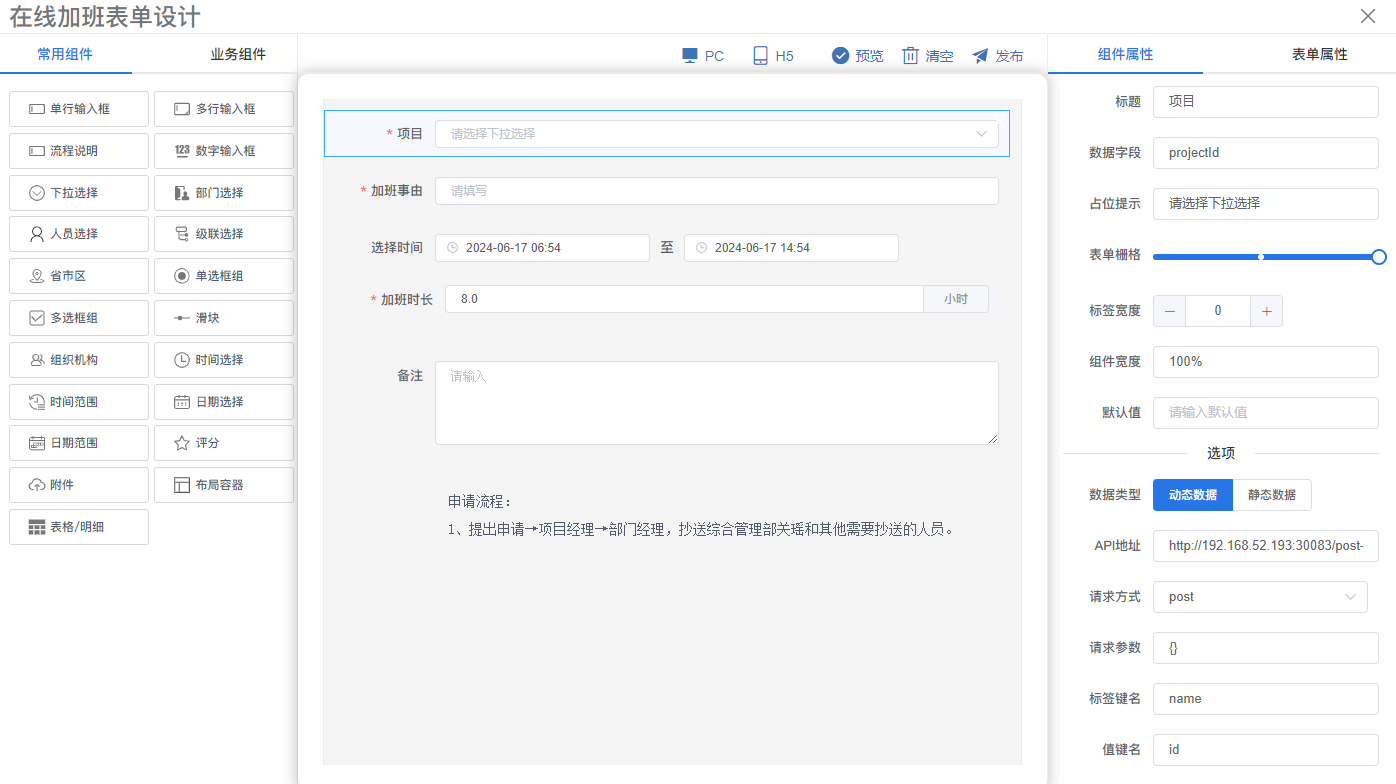 在线加班表单设计
常用组件
业务组件
PC
H5
预览
清空
发布
组件属性
表单属性
单行输入框
多行输入框
流程说明
123 数字输入框
下拉选择
部门选择
人员选择
级联选择
省市区
单选框组
多选框组
滑块
组织机构
时间选择
时间范围
日期选择
日期范围
评分
附件
布局容器
表格/明细
* 项目
请选择下拉选择
* 加班事由
请填写
选择时间
2024-06-17 06:54
至
2024-06-17 14:54
* 加班时长
8.0
小时
备注
请输入
申请流程：
1、提出申请→项目经理→部门经理，抄送综合管理部关瑶和其他需要抄送的人员。
标题
项目
数据字段
projectId
占位提示
请选择下拉选择
表单栅格
标签宽度
0
组件宽度
100%
默认值
请输入默认值
选项
数据类型
动态数据
静态数据
API地址
http://192.168.52.193:30083/post-
请求方式
post
请求参数
{}
标签键名
name
值键名
id